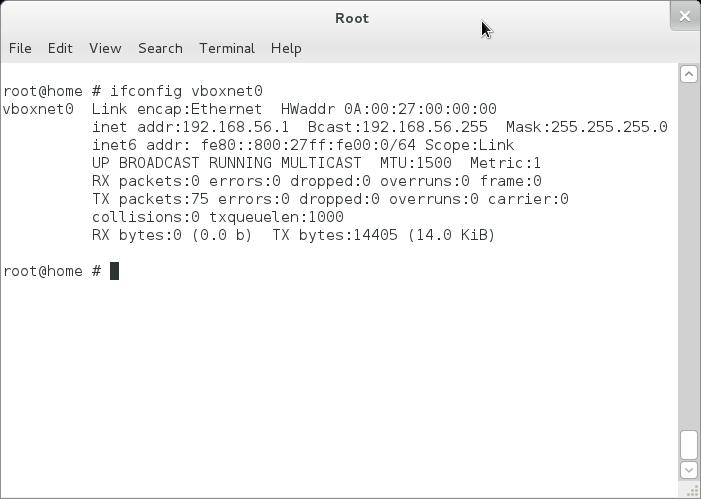 Root
File Edit View Search Terminal Help
root@home # ifconfig vboxnet0
vboxnet0  Link encap:Ethernet  HWaddr 0A:00:27:00:00:00
          inet addr:192.168.56.1  Bcast:192.168.56.255  Mask:255.255.255.0
          inet6 addr: fe80::800:27ff:fe00:0/64 Scope:Link
          UP BROADCAST RUNNING MULTICAST  MTU:1500  Metric:1
          RX packets:0 errors:0 dropped:0 overruns:0 frame:0
          TX packets:75 errors:0 dropped:0 overruns:0 carrier:0
          collisions:0 txqueuelen:1000
          RX bytes:0 (0.0 b)  TX bytes:14405 (14.0 KiB)
root@home #